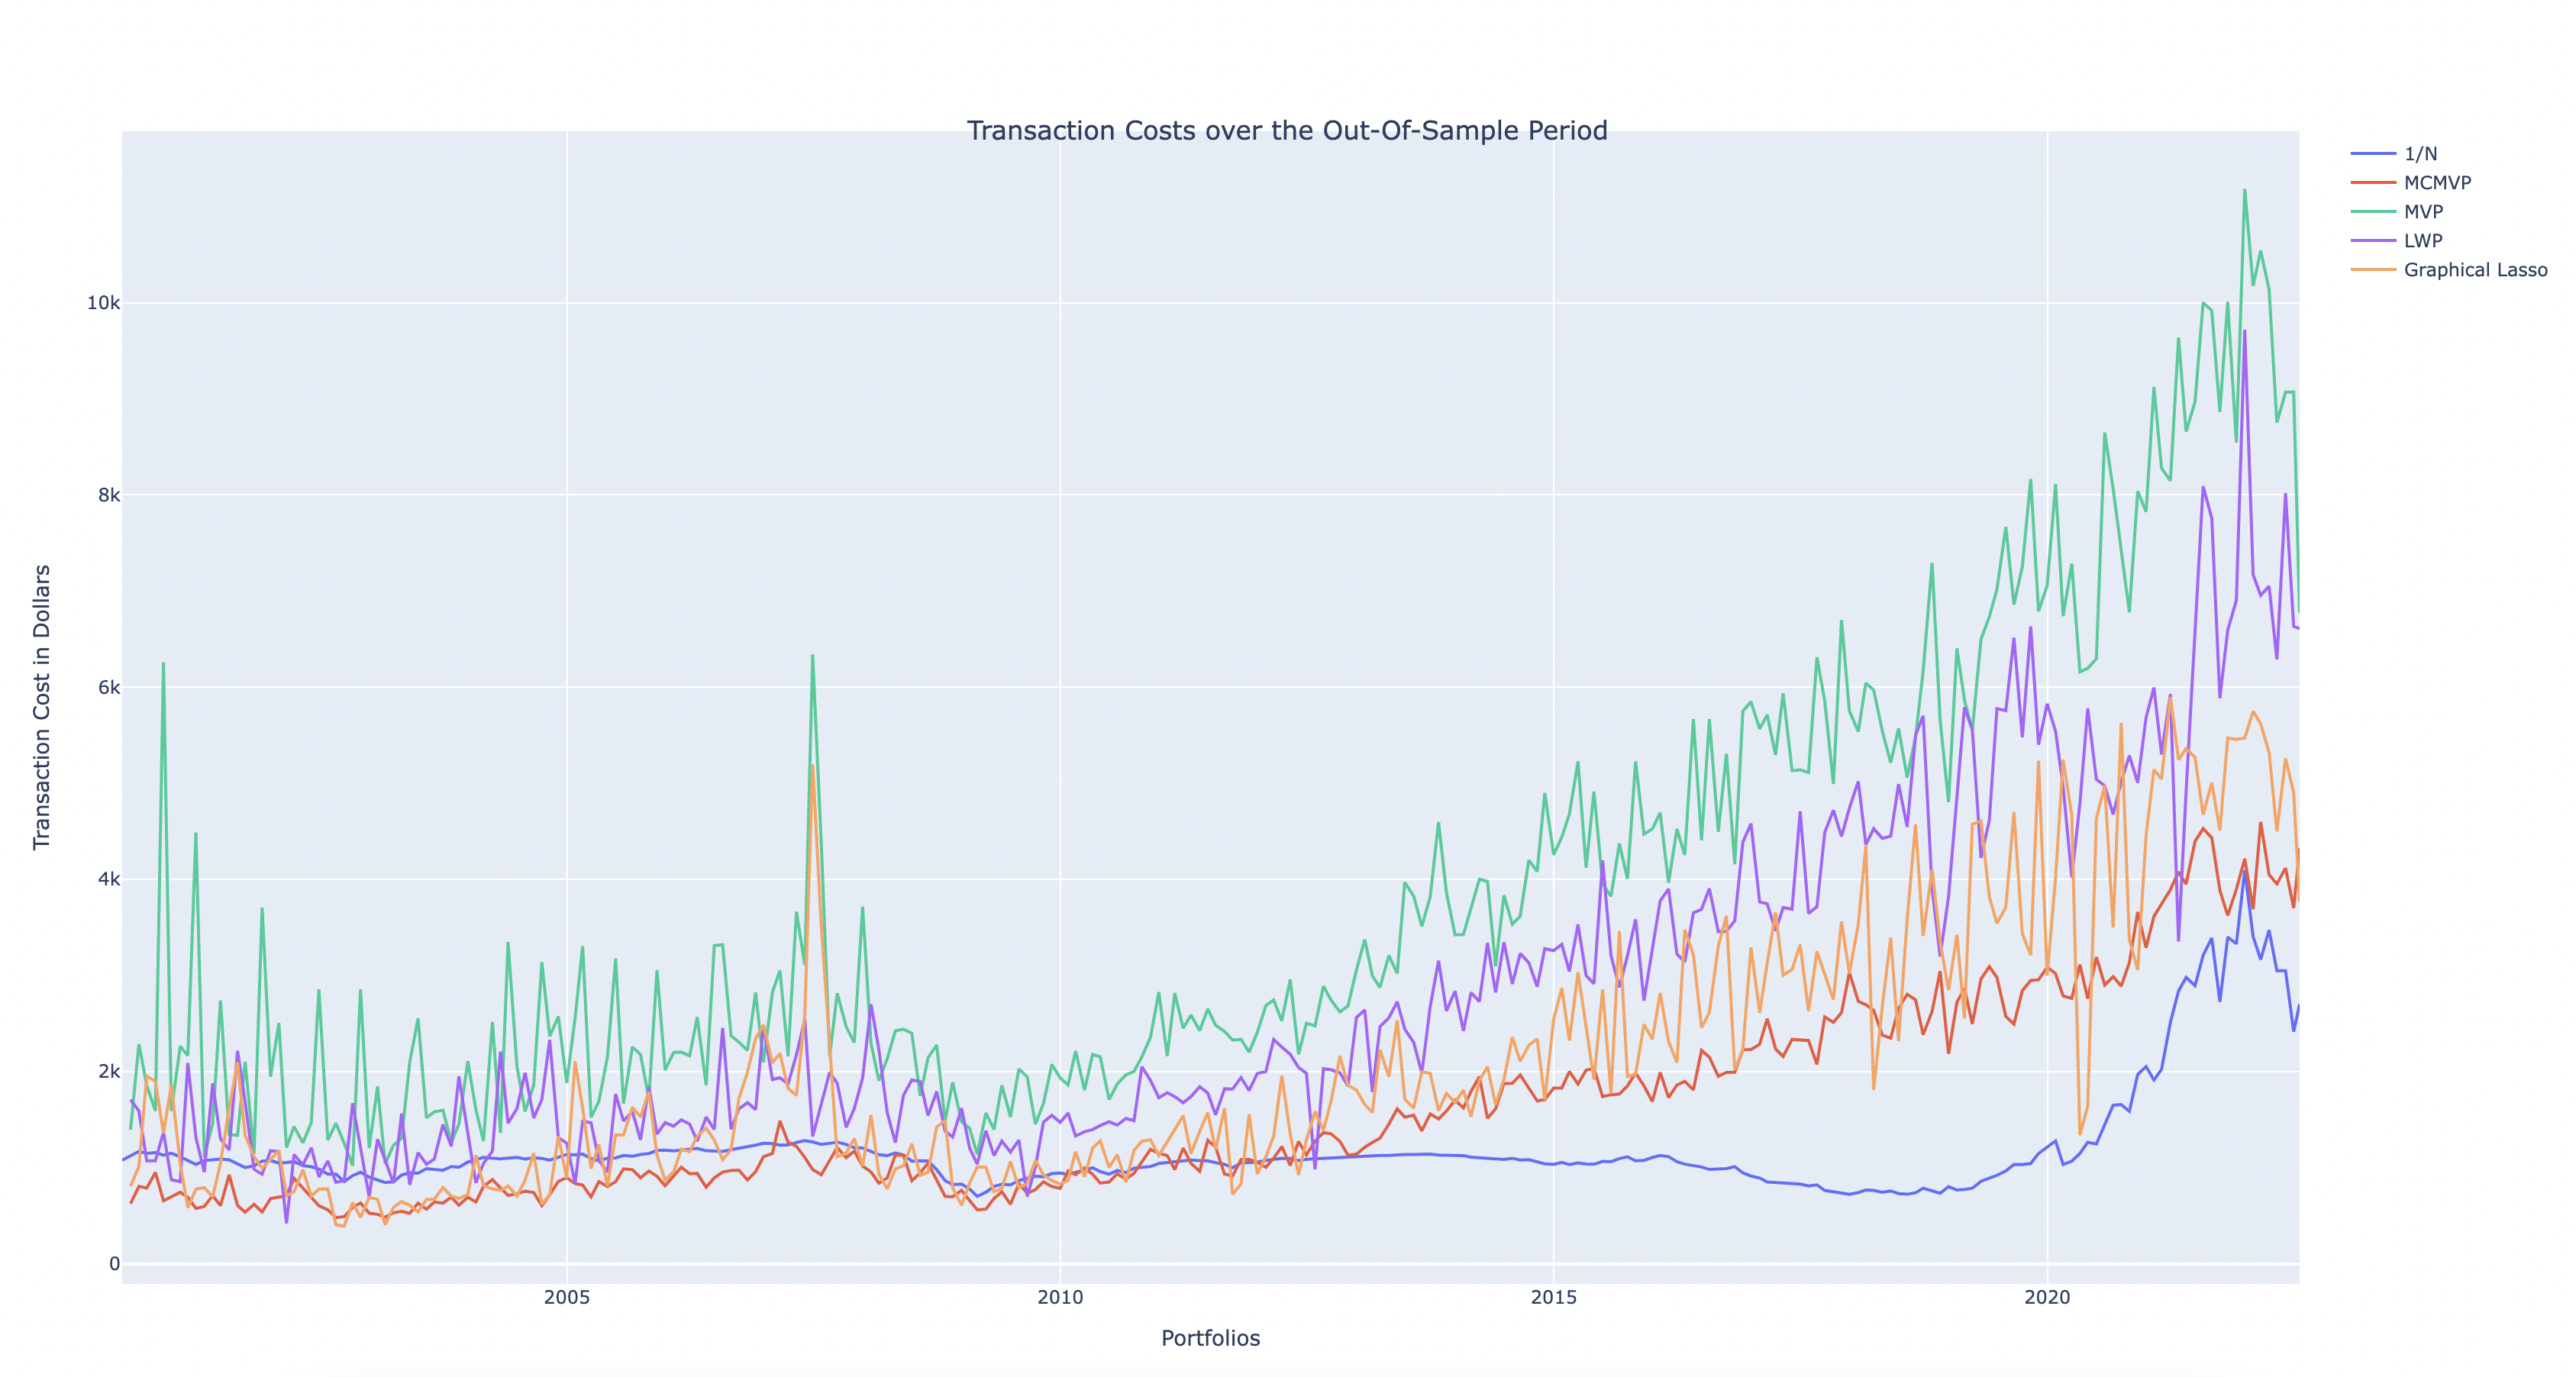 Transaction Costs over the Out-Of-Sample Period
1/N
MCMVP
MVP
LWP
Graphical Lasso
Transaction Cost in Dollars
10k
8k
6k
4k
2k
0
2005
2010
2015
2020
Portfolios